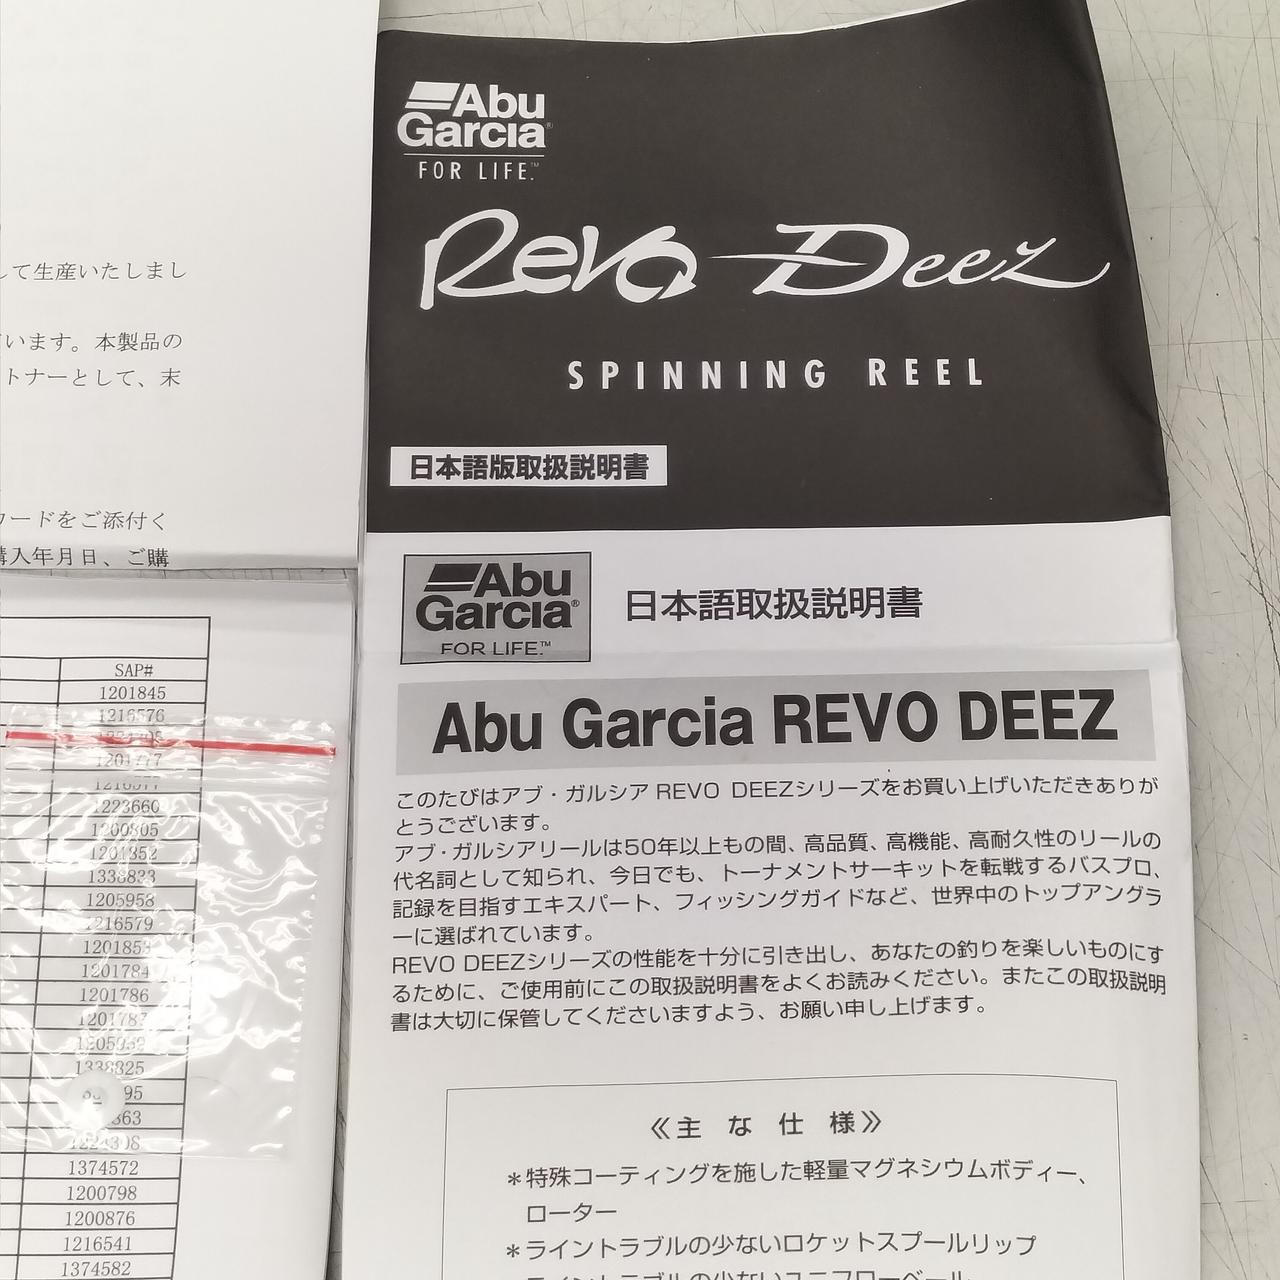 して生産いたしまし
います。本製品の
トナーとして、末
ードをご添付く
購入年月日、ご購
SAP#
1201845
1216576
1223660
1200805
1201852
1338833
1205958
1216579
1201853
1201784
1201786
1338825
1374572
1200798
1200876
1216541
1374582
Abu
Garcia®
FOR LIFE.™
Revo Deez
SPINNING REEL
日本語版取扱説明書
Abu
Garcia®
FOR LIFE.™
日本語取扱説明書
Abu Garcia REVO DEEZ
このたびはアブ・ガルシア REVO DEEZシリーズをお買い上げいただきありが
とうございます。
アブ・ガルシアリールは50年以上もの間、高品質、高機能、高耐久性のリールの
代名詞として知られ、今日でも、トーナメントサーキットを転戦するバスプロ、
記録を目指すエキスパート、フィッシングガイドなど、世界中のトップアングラ
ーに選ばれています。
REVO DEEZシリーズの性能を十分に引き出し、あなたの釣りを楽しいものにす
るために、ご使用前にこの取扱説明書をよくお読みください。またこの取扱説明
書は大切に保管してくださいますよう、お願い申し上げます。
《主な仕様》
＊特殊コーティングを施した軽量マグネシウムボディー、
ローター
＊ライントラブルの少ないロケットスプールリップ